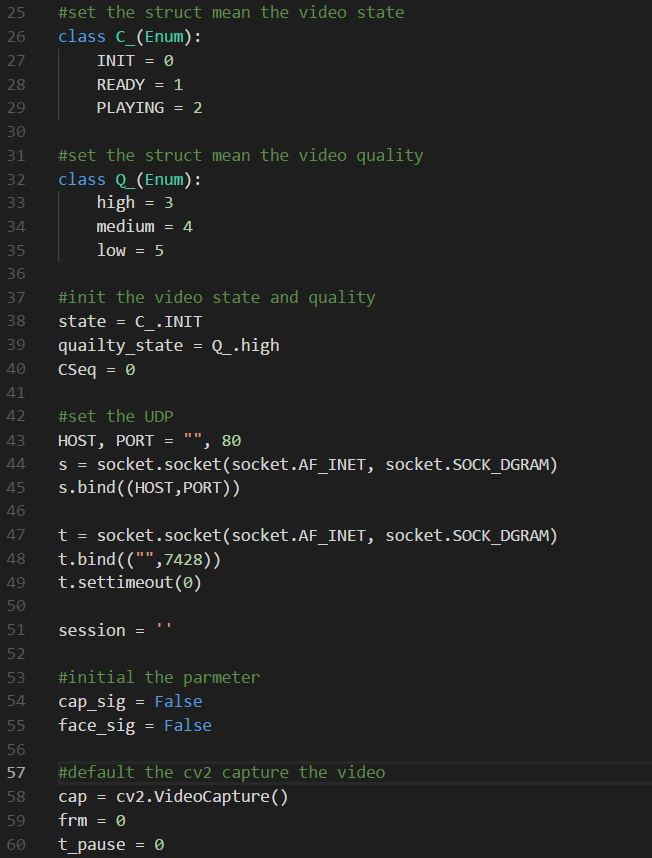 25 #set the struct mean the video state
26 class C_(Enum):
27 INIT = 0
28 READY = 1
29 PLAYING = 2
30
31 #set the struct mean the video quality
32 class Q_(Enum):
33 high = 3
34 medium = 4
35 low = 5
36
37 #init the video state and quality
38 state = C_.INIT
39 quailty_state = Q_.high
40 CSeq = 0
41
42 #set the UDP
43 HOST, PORT = "", 80
44 s = socket.socket(socket.AF_INET, socket.SOCK_DGRAM)
45 s.bind((HOST,PORT))
46
47 t = socket.socket(socket.AF_INET, socket.SOCK_DGRAM)
48 t.bind(("",7428))
49 t.settimeout(0)
50
51 session = ''
52
53 #initial the parmeter
54 cap_sig = False
55 face_sig = False
56
57 #default the cv2 capture the video
58 cap = cv2.VideoCapture()
59 frm = 0
60 t_pause = 0